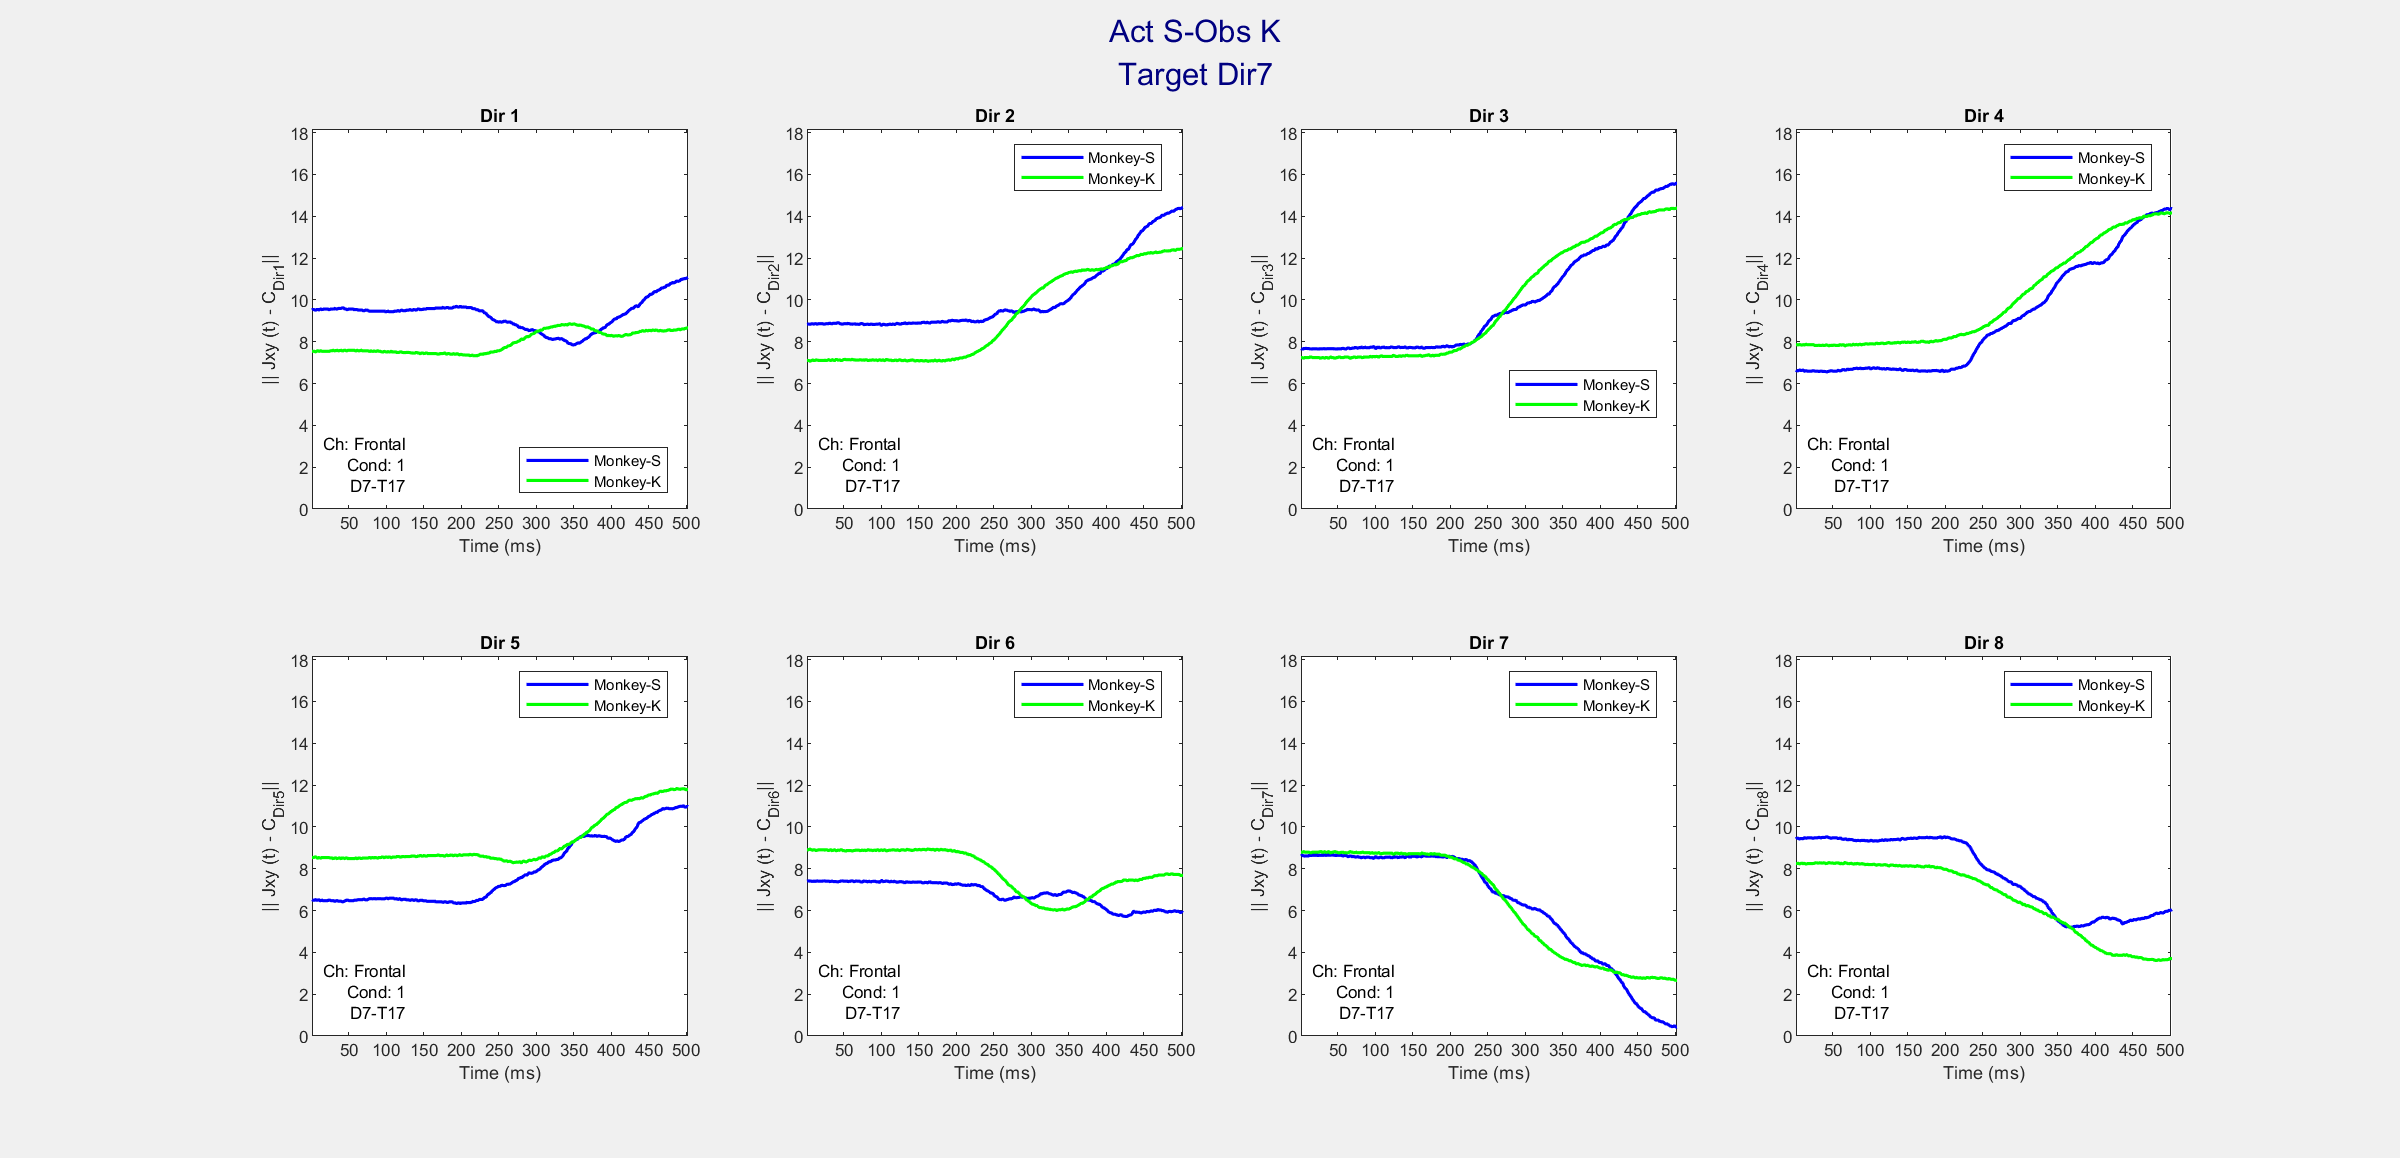 Act S-Obs K
Target Dir7
Dir 1
18
16
14
12
10
8
6
4
2
0
|| Jxy (t) - C_Dir1||
Ch: Frontal
Cond: 1
D7-T17
Monkey-S
Monkey-K
50 100 150 200 250 300 350 400 450 500
Time (ms)
Dir 2
18
16
14
12
10
8
6
4
2
0
|| Jxy (t) - C_Dir2||
Monkey-S
Monkey-K
Ch: Frontal
Cond: 1
D7-T17
50 100 150 200 250 300 350 400 450 500
Time (ms)
Dir 3
18
16
14
12
10
8
6
4
2
0
|| Jxy (t) - C_Dir3||
Monkey-S
Monkey-K
Ch: Frontal
Cond: 1
D7-T17
50 100 150 200 250 300 350 400 450 500
Time (ms)
Dir 4
18
16
14
12
10
8
6
4
2
0
|| Jxy (t) - C_Dir4||
Monkey-S
Monkey-K
Ch: Frontal
Cond: 1
D7-T17
50 100 150 200 250 300 350 400 450 500
Time (ms)
Dir 5
18
16
14
12
10
8
6
4
2
0
|| Jxy (t) - C_Dir5||
Monkey-S
Monkey-K
Ch: Frontal
Cond: 1
D7-T17
50 100 150 200 250 300 350 400 450 500
Time (ms)
Dir 6
18
16
14
12
10
8
6
4
2
0
|| Jxy (t) - C_Dir6||
Monkey-S
Monkey-K
Ch: Frontal
Cond: 1
D7-T17
50 100 150 200 250 300 350 400 450 500
Time (ms)
Dir 7
18
16
14
12
10
8
6
4
2
0
|| Jxy (t) - C_Dir7||
Monkey-S
Monkey-K
Ch: Frontal
Cond: 1
D7-T17
50 100 150 200 250 300 350 400 450 500
Time (ms)
Dir 8
18
16
14
12
10
8
6
4
2
0
|| Jxy (t) - C_Dir8||
Monkey-S
Monkey-K
Ch: Frontal
Cond: 1
D7-T17
50 100 150 200 250 300 350 400 450 500
Time (ms)